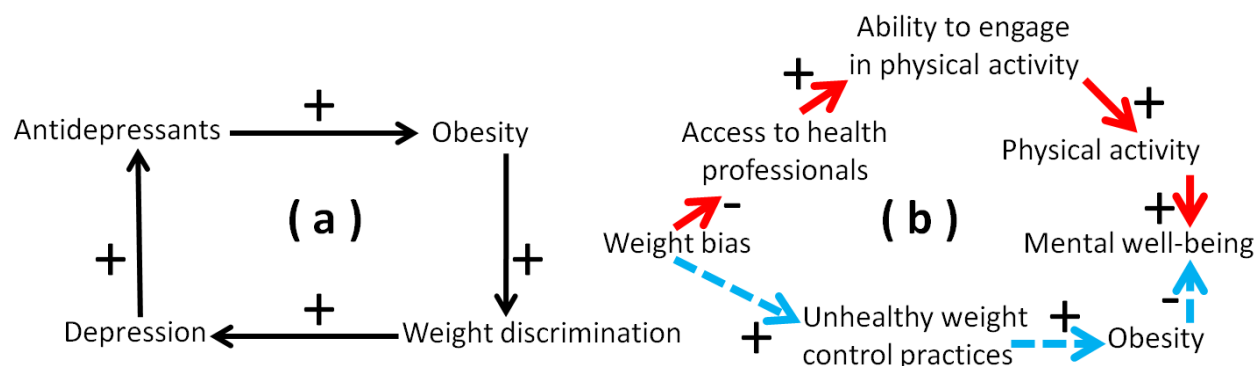 +
Antidepressants
Obesity
( a )
+
+
+
Depression
Weight discrimination
Ability to engage
in physical activity
+
+
Access to health
professionals
Physical activity
-
( b )
+
Weight bias
Mental well-being
+
Unhealthy weight
control practices
+
-
Obesity